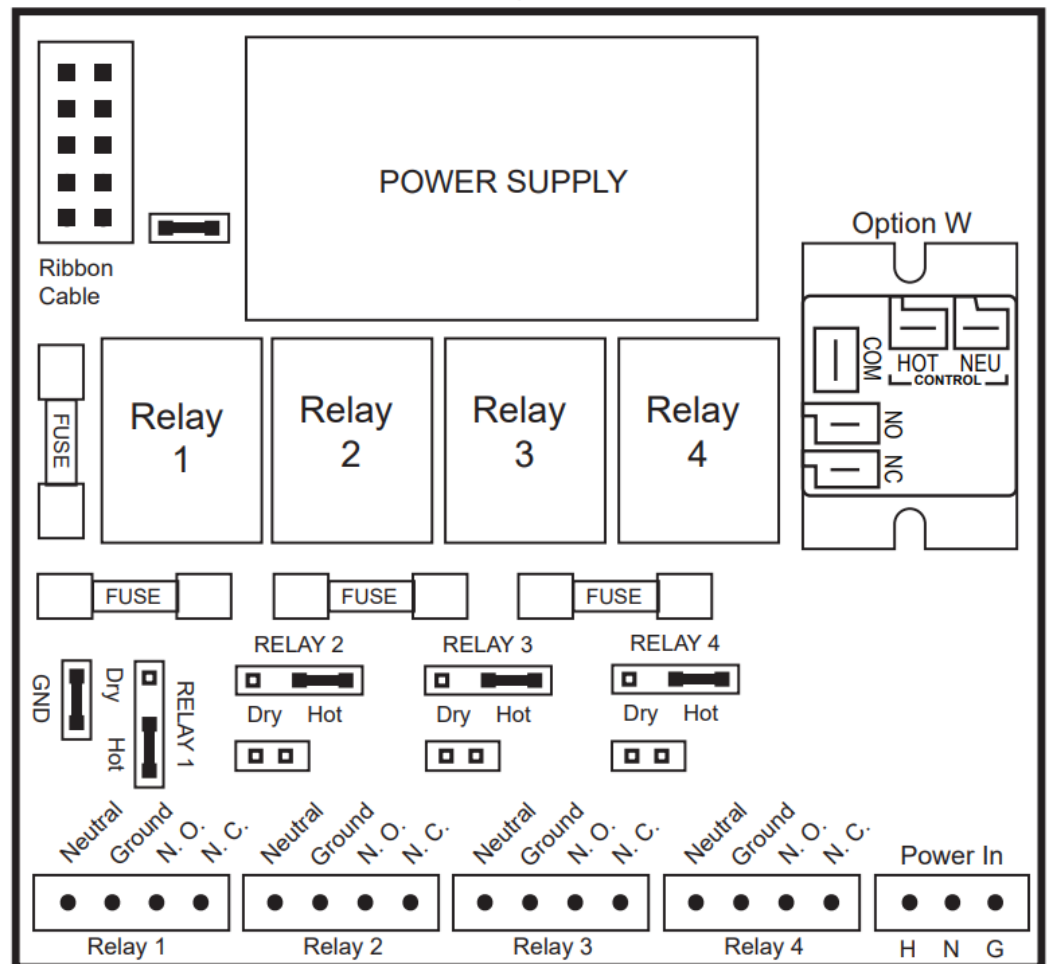 POWER SUPPLY
Ribbon
Cable
Option W
COM
HOT NEU
CONTROL
NO
NC
FUSE
Relay
1
Relay
2
Relay
3
Relay
4
FUSE
FUSE
FUSE
GND
Dry
Hot
RELAY 1
RELAY 2
Dry Hot
RELAY 3
Dry Hot
RELAY 4
Dry Hot
Neutral
Ground
N. O.
N. C.
Relay 1
Neutral
Ground
N. O.
N. C.
Relay 2
Neutral
Ground
N. O.
N. C.
Relay 3
Neutral
Ground
N. O.
N. C.
Relay 4
Power In
H N G